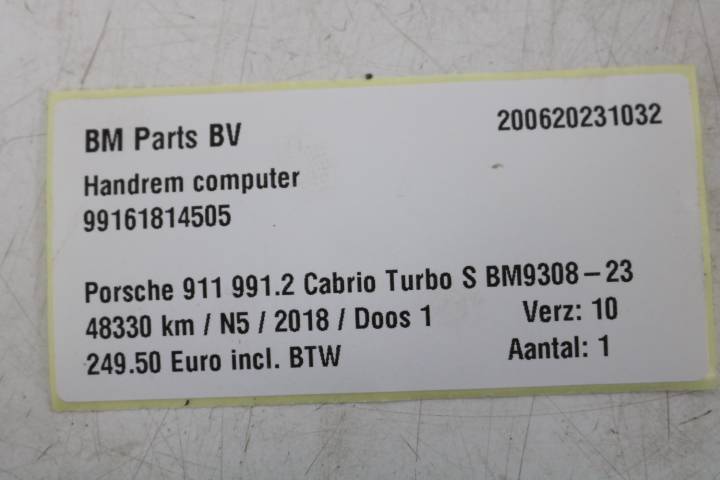 BM Parts BV 200620231032
Handrem computer
99161814505
Porsche 911 991.2 Cabrio Turbo S BM9308-23
48330 km / N5 / 2018 / Doos 1 Verz: 10
249.50 Euro incl. BTW Aantal: 1